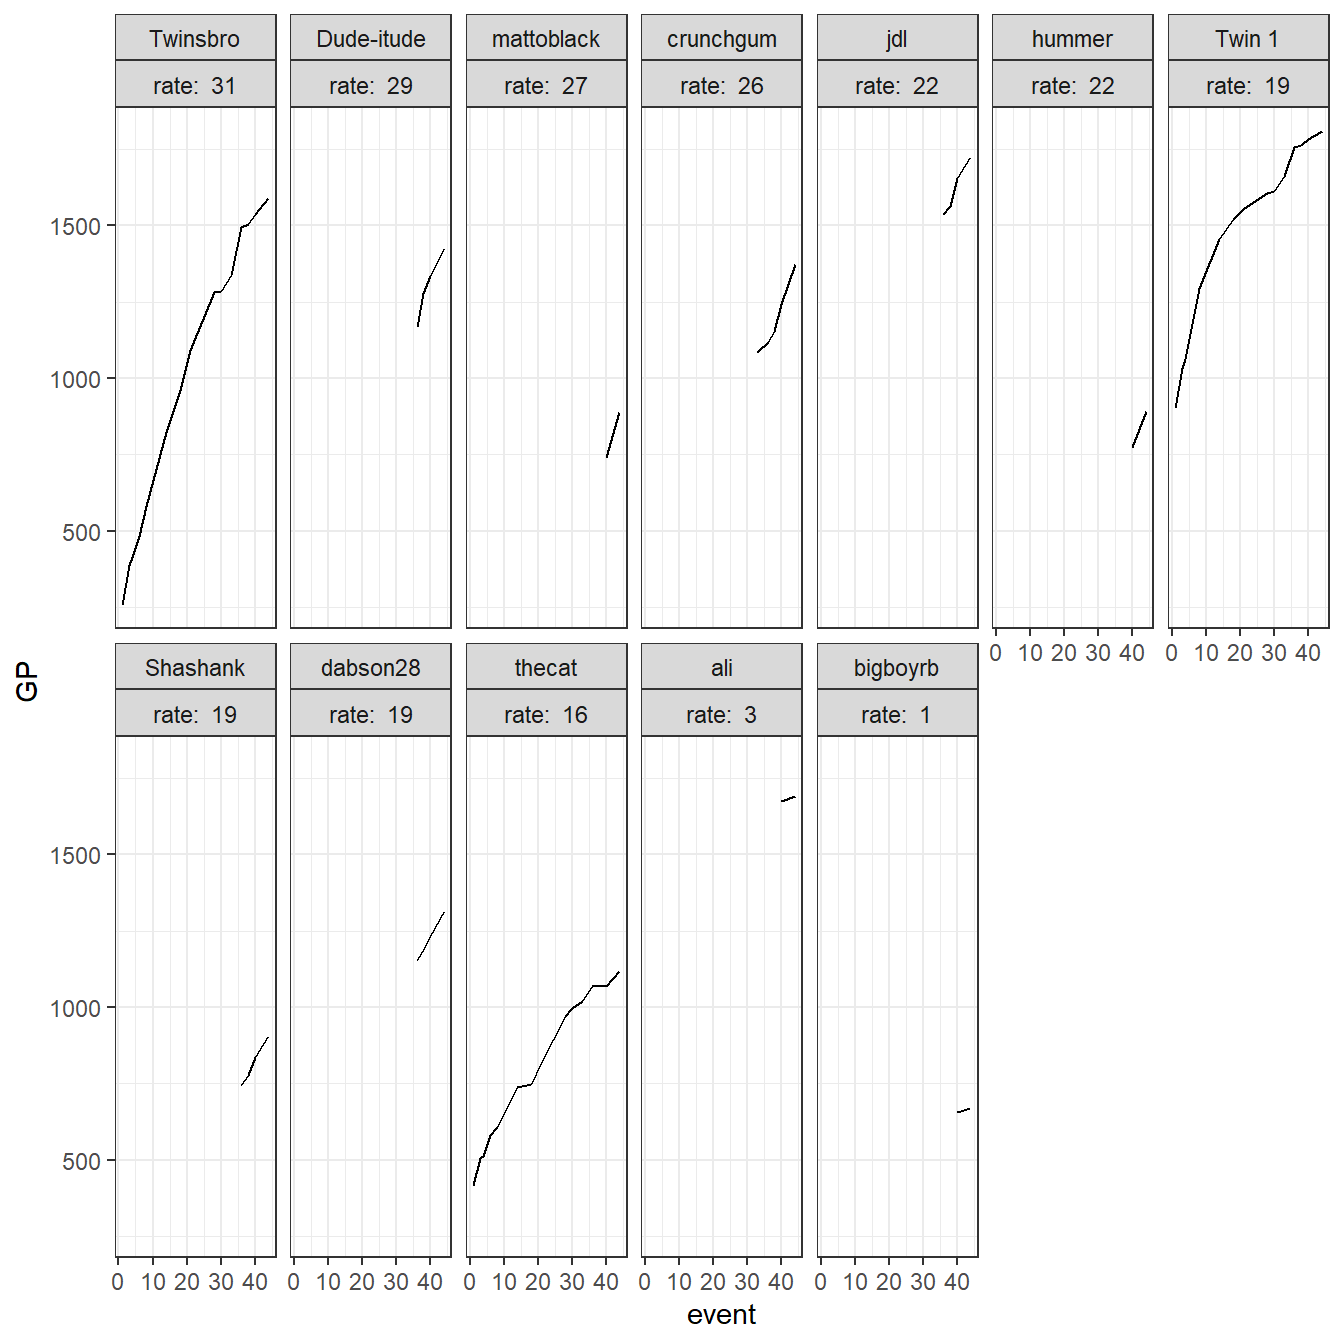 Twinsbro Dude-itude mattoblack crunchgum jdl hummer Twin 1
rate: 31 rate: 29 rate: 27 rate: 26 rate: 22 rate: 22 rate: 19
1500
1000
500
0 10 20 30 40 0 10 20 30 40
GP
Shashank dabson28 thecat ali bigboyrb
rate: 19 rate: 19 rate: 16 rate: 3 rate: 1
1500
1000
500
0 10 20 30 40 0 10 20 30 40 0 10 20 30 40 0 10 20 30 40 0 10 20 30 40
event